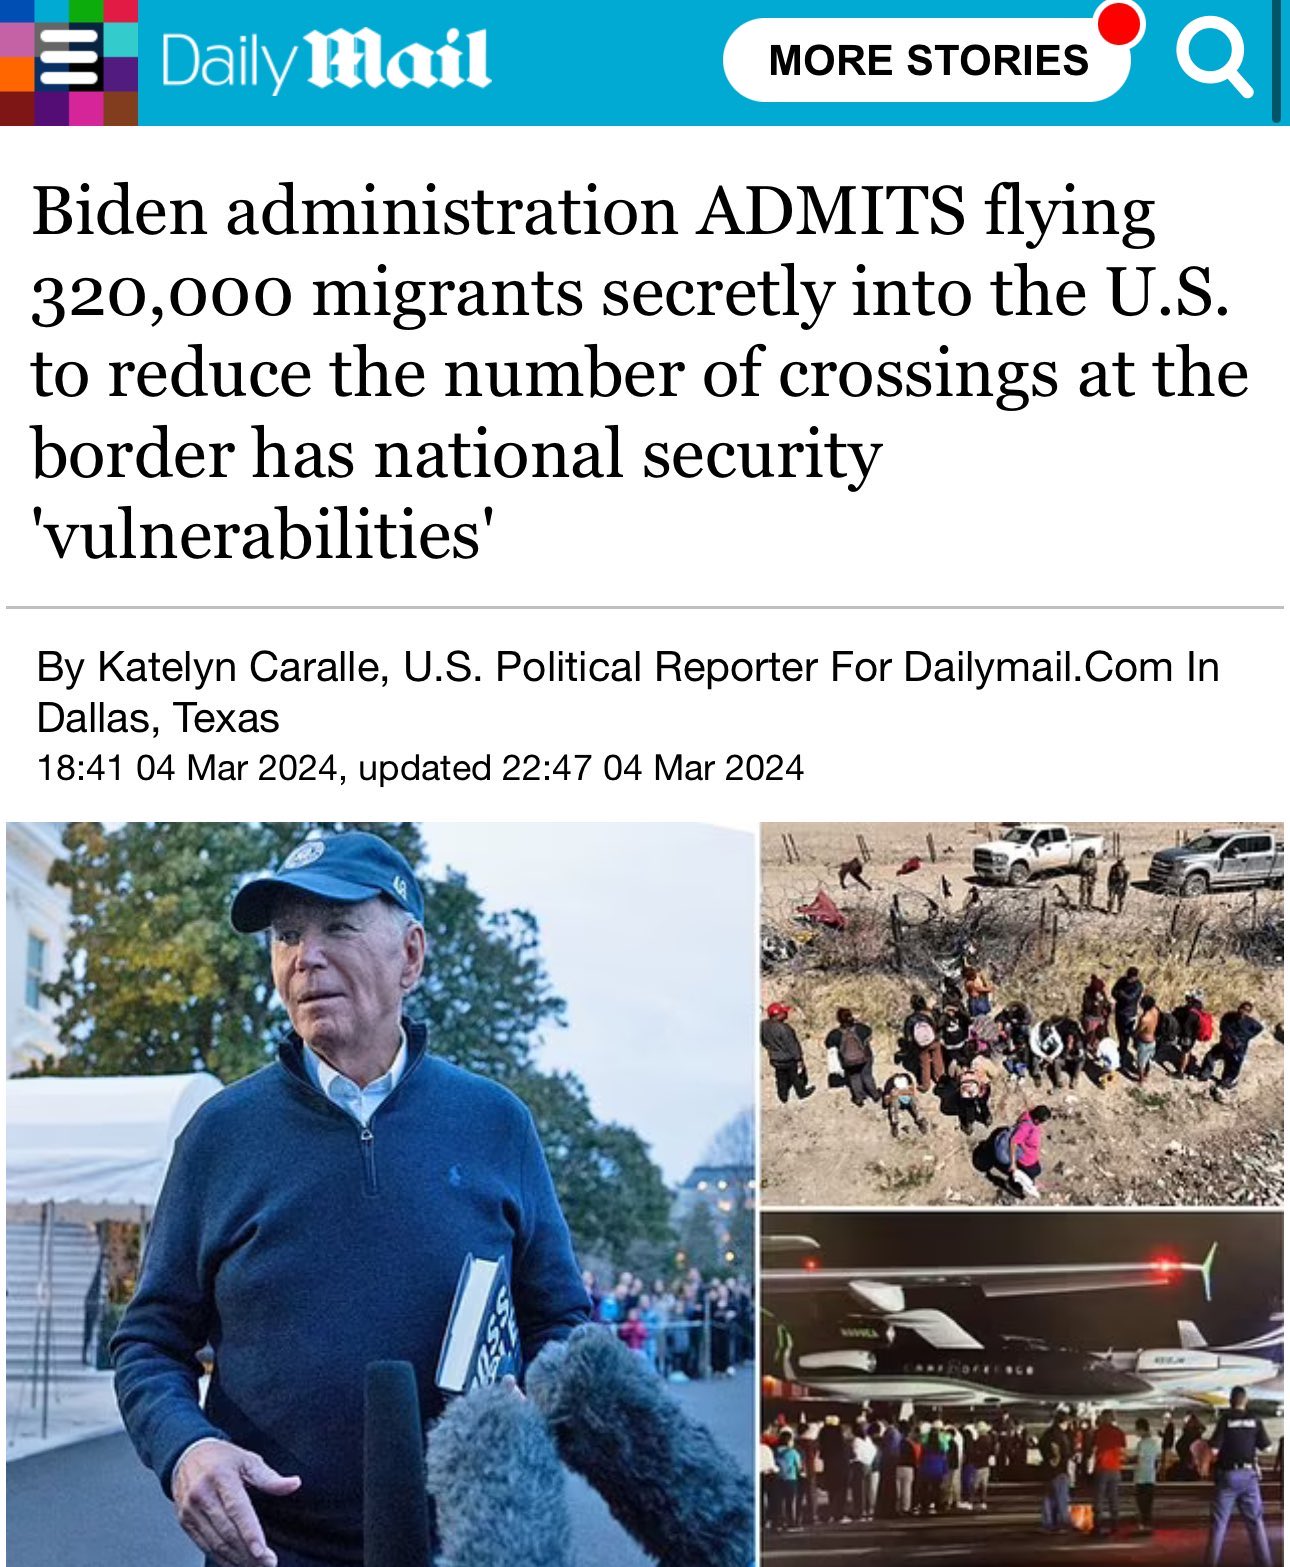 Daily Mail
MORE STORIES
Biden administration ADMITS flying
320,000 migrants secretly into the U.S.
to reduce the number of crossings at the
border has national security
'vulnerabilities'
By Katelyn Caralle, U.S. Political Reporter For Dailymail.Com In
Dallas, Texas
18:41 04 Mar 2024, updated 22:47 04 Mar 2024